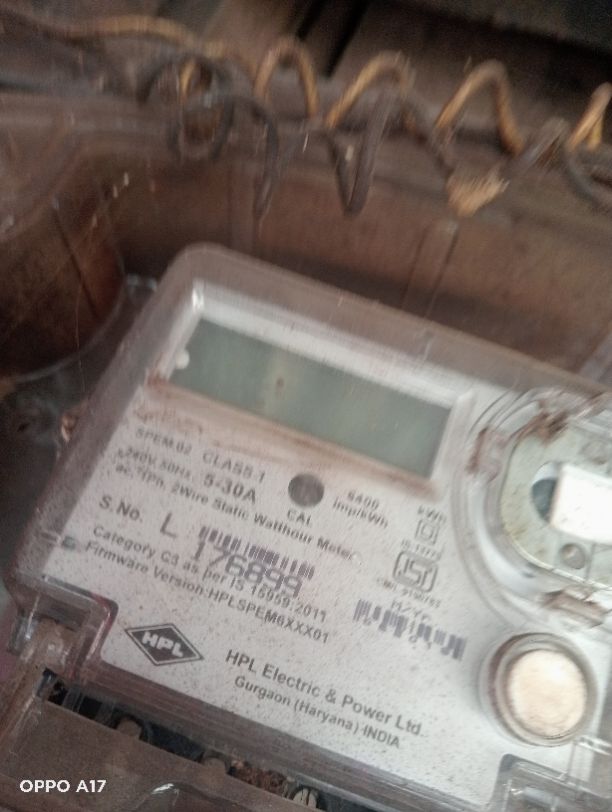 SPEM.02 CLASS 1
240V, 50Hz, 5-30A
CAL
6400
imp/kWh
kWh
ac, 1Ph, 2Wire Static Watthour Meter
S.No. L 176899
Category C3 as per IS 15959:2011
Firmware Version:HPLSPEM6XXX01
HPL
HPL Electric & Power Ltd.
Gurgaon (Haryana) INDIA
OPPO A17